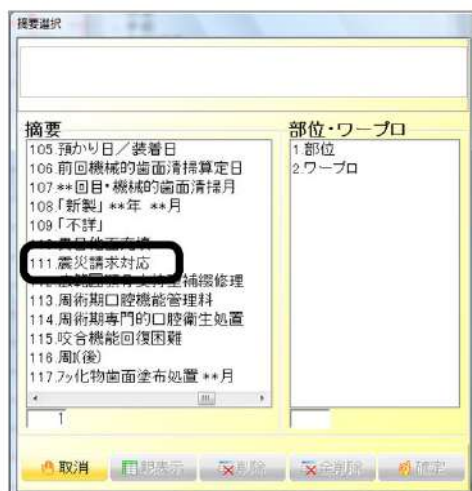 摘要選択
摘要
部位・ワープロ
105.預かり日／装着日
106.前回機械的歯面清掃算定日
107.**回目・機械的歯面清掃月
108.「新製」**年 **月
109.「不詳」
111.震災請求対応
補綴修理
113.周術期口腔機能管理料
114.周術期専門的口腔衛生処置
115.咬合機能回復困難
116.周Ⅰ(後)
117.フッ化物歯面塗布処置**月
1.部位
2.ワープロ
1
取消
削除
全削除
確定